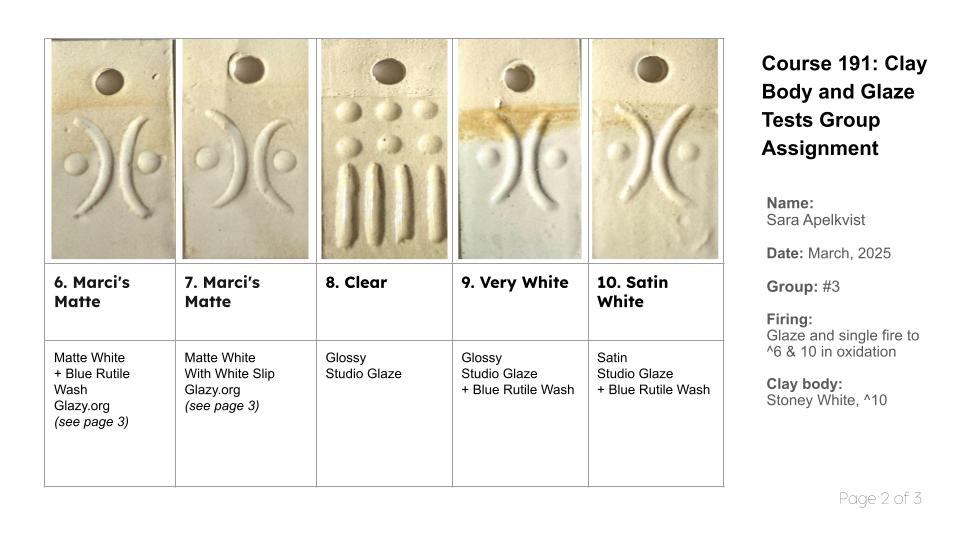 Course 191: Clay
Body and Glaze
Tests Group
Assignment
Name:
Sara Apelkvist
Date: March, 2025
Group: #3
Firing:
Glaze and single fire to
^6 & 10 in oxidation
Clay body:
Stoney White, ^10
6. Marci's
Matte
7. Marci's
Matte
8. Clear
9. Very White
10. Satin
White
Matte White
+ Blue Rutile
Wash
Glazy.org
(see page 3)
Matte White
With White Slip
Glazy.org
(see page 3)
Glossy
Studio Glaze
Glossy
Studio Glaze
+ Blue Rutile Wash
Satin
Studio Glaze
+ Blue Rutile Wash
Page 2 of 3